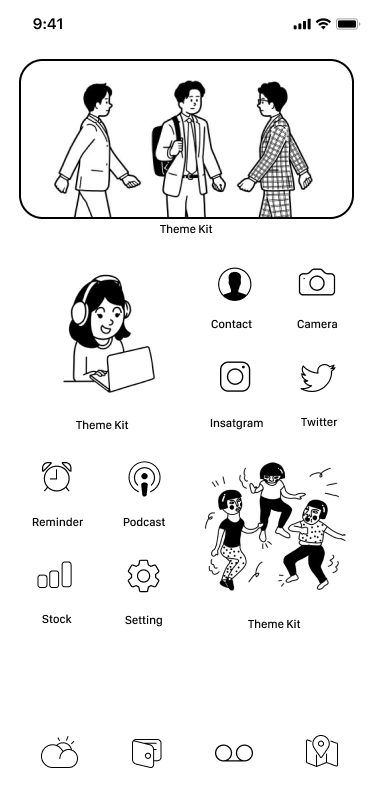 9:41
Theme Kit
Contact
Camera
Insatgram
Twitter
Theme Kit
Reminder
Podcast
Stock
Setting
Theme Kit